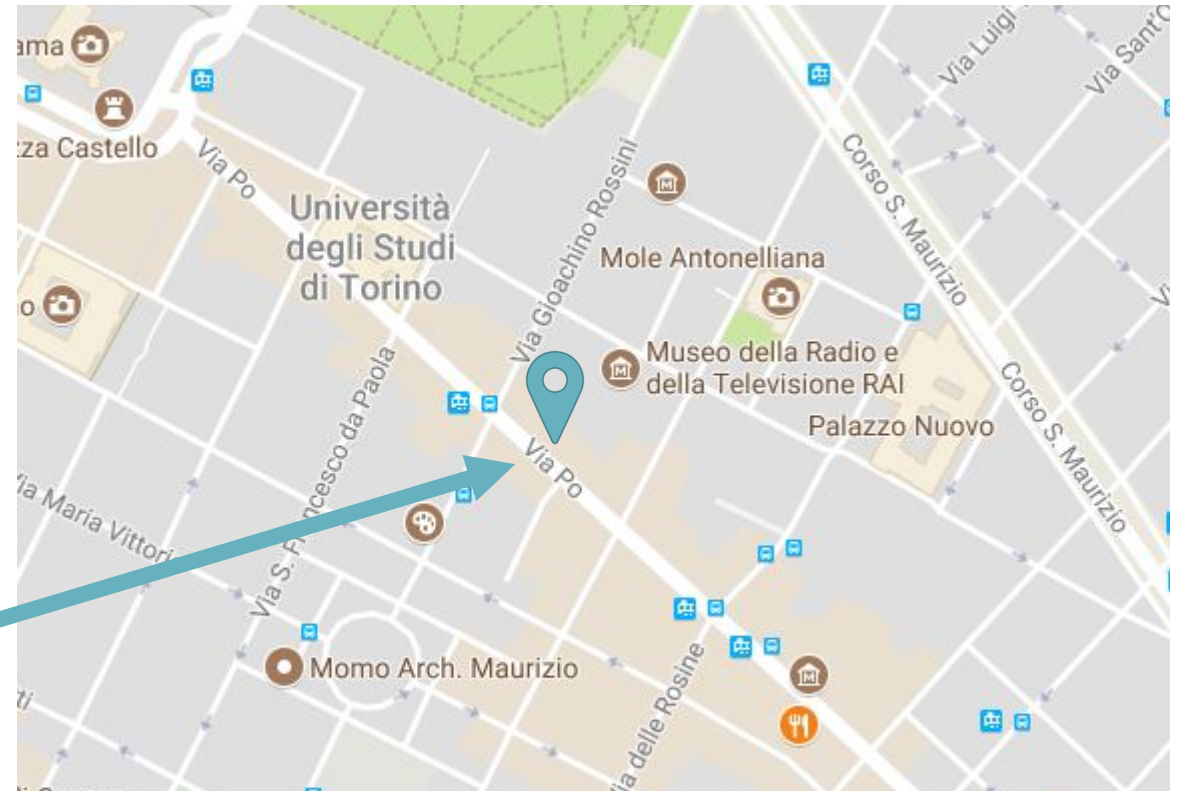 ama
Via Luigi
Via Sant'O
zza Castello
Via Po
Università
degli Studi
di Torino
Via Gioachino Rossini
Corso S. Maurizio
Mole Antonelliana
o
Museo della Radio e
della Televisione RAI
Corso S. Maurizio
Palazzo Nuovo
Via S. Francesco da Paola
Via Po
ia Maria Vittori
Momo Arch. Maurizio
ia delle Rosine